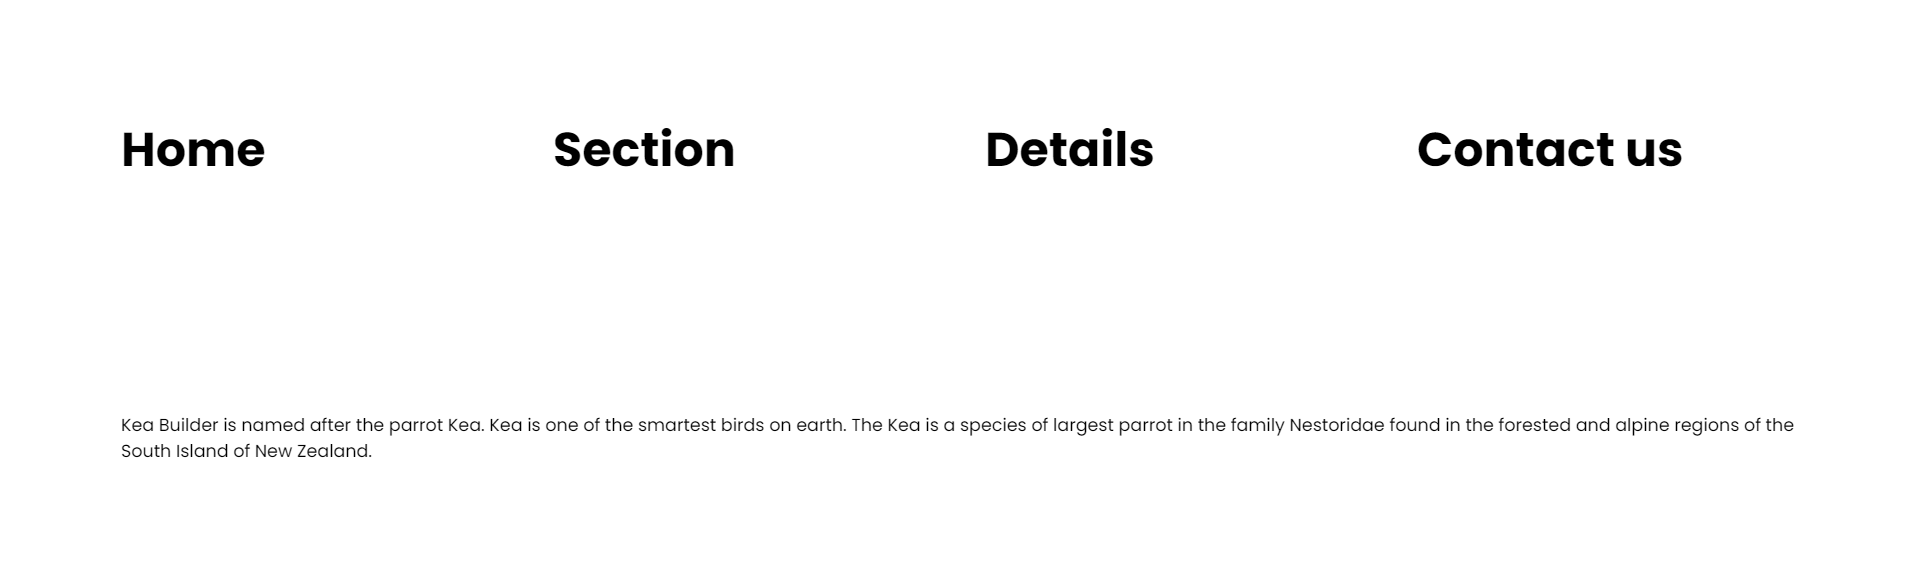 Home Section Details Contact us
Kea Builder is named after the parrot Kea. Kea is one of the smartest birds on earth. The Kea is a species of largest parrot in the family Nestoridae found in the forested and alpine regions of the
South Island of New Zealand.